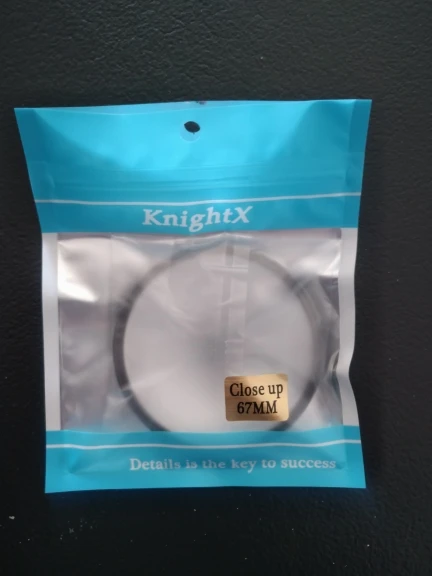 KnightX
Close up
67MM
Details is the key to success